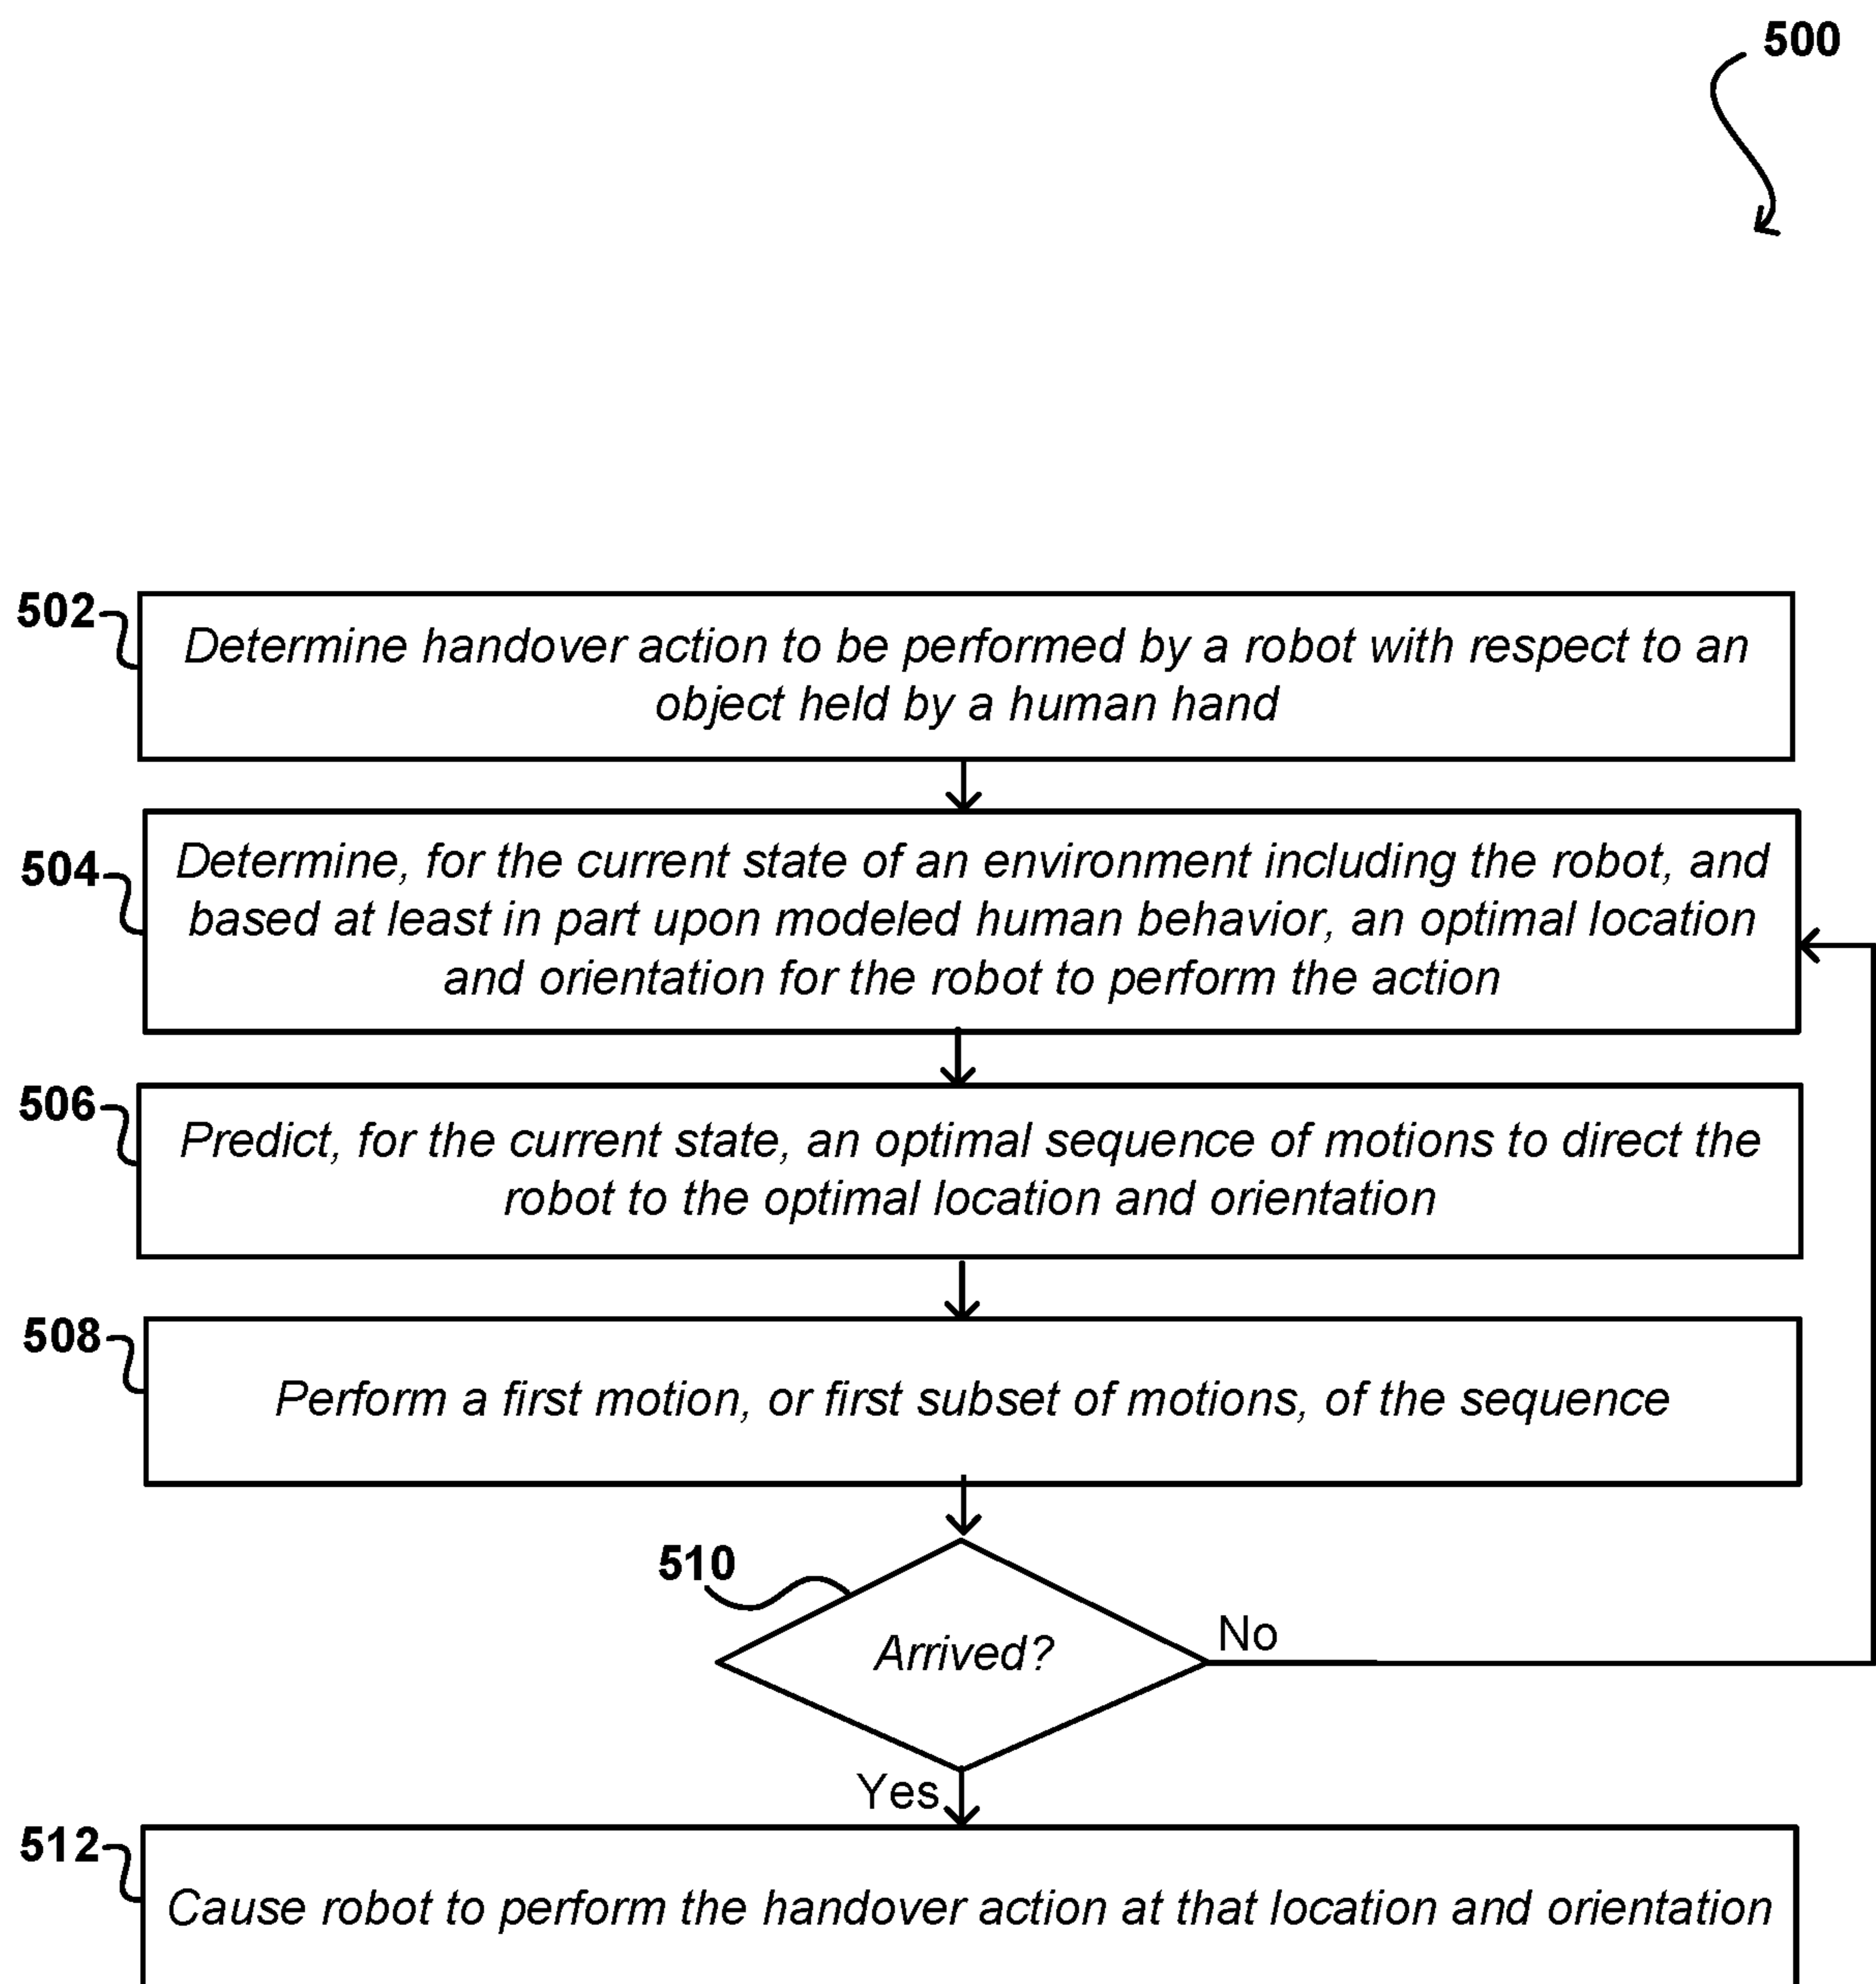 500
502
Determine handover action to be performed by a robot with respect to an
object held by a human hand
504
Determine, for the current state of an environment including the robot, and
based at least in part upon modeled human behavior, an optimal location
and orientation for the robot to perform the action
506
Predict, for the current state, an optimal sequence of motions to direct the
robot to the optimal location and orientation
508
Perform a first motion, or first subset of motions, of the sequence
510
Arrived?
No
Yes
512
Cause robot to perform the handover action at that location and orientation